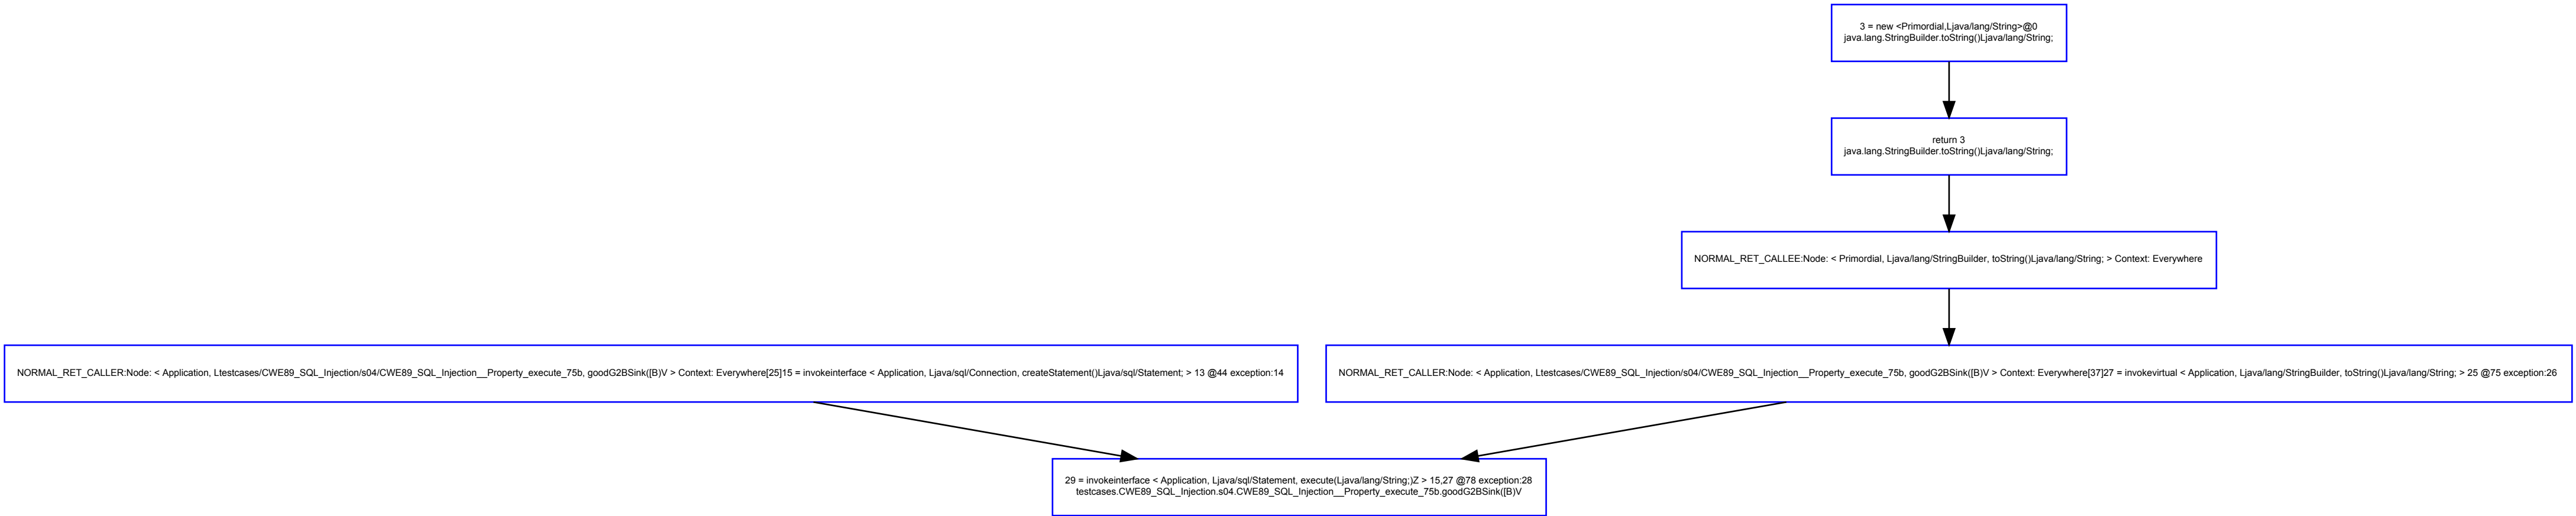 3 = new <Primordial,Ljava/lang/String>@0
java.lang.StringBuilder.toString()Ljava/lang/String;
return 3
java.lang.StringBuilder.toString()Ljava/lang/String;
NORMAL_RET_CALLEE:Node: < Primordial, Ljava/lang/StringBuilder, toString()Ljava/lang/String; > Context: Everywhere
NORMAL_RET_CALLER:Node: < Application, Ltestcases/CWE89_SQL_Injection/s04/CWE89_SQL_Injection__Property_execute_75b, goodG2BSink([B)V > Context: Everywhere[25]15 = invokeinterface < Application, Ljava/sql/Connection, createStatement()Ljava/sql/Statement; > 13 @44 exception:14
NORMAL_RET_CALLER:Node: < Application, Ltestcases/CWE89_SQL_Injection/s04/CWE89_SQL_Injection__Property_execute_75b, goodG2BSink([B)V > Context: Everywhere[37]27 = invokevirtual < Application, Ljava/lang/StringBuilder, toString()Ljava/lang/String; > 25 @75 exception:26
29 = invokeinterface < Application, Ljava/sql/Statement, execute(Ljava/lang/String;)Z > 15,27 @78 exception:28
testcases.CWE89_SQL_Injection.s04.CWE89_SQL_Injection__Property_execute_75b.goodG2BSink([B)V